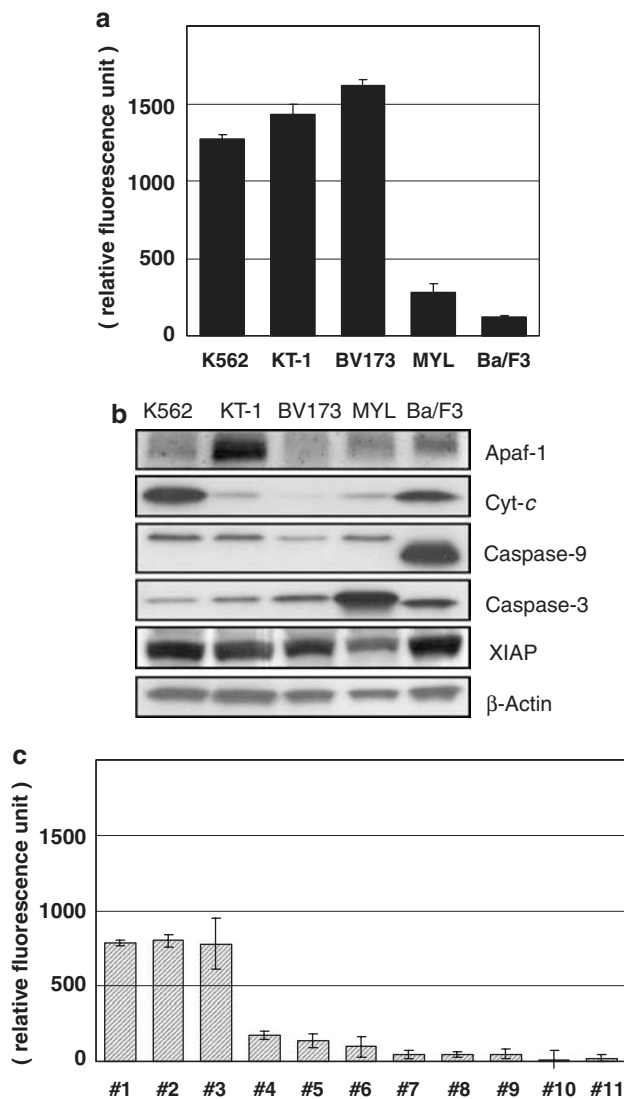 a
( relative fluorescence unit )
1500
1000
500
0
K562 KT-1 BV173 MYL Ba/F3
b
K562 KT-1 BV173 MYL Ba/F3
Apaf-1
Cyt-c
Caspase-9
Caspase-3
XIAP
β-Actin
c
( relative fluorescence unit )
1500
1000
500
0
#1 #2 #3 #4 #5 #6 #7 #8 #9 #10 #11